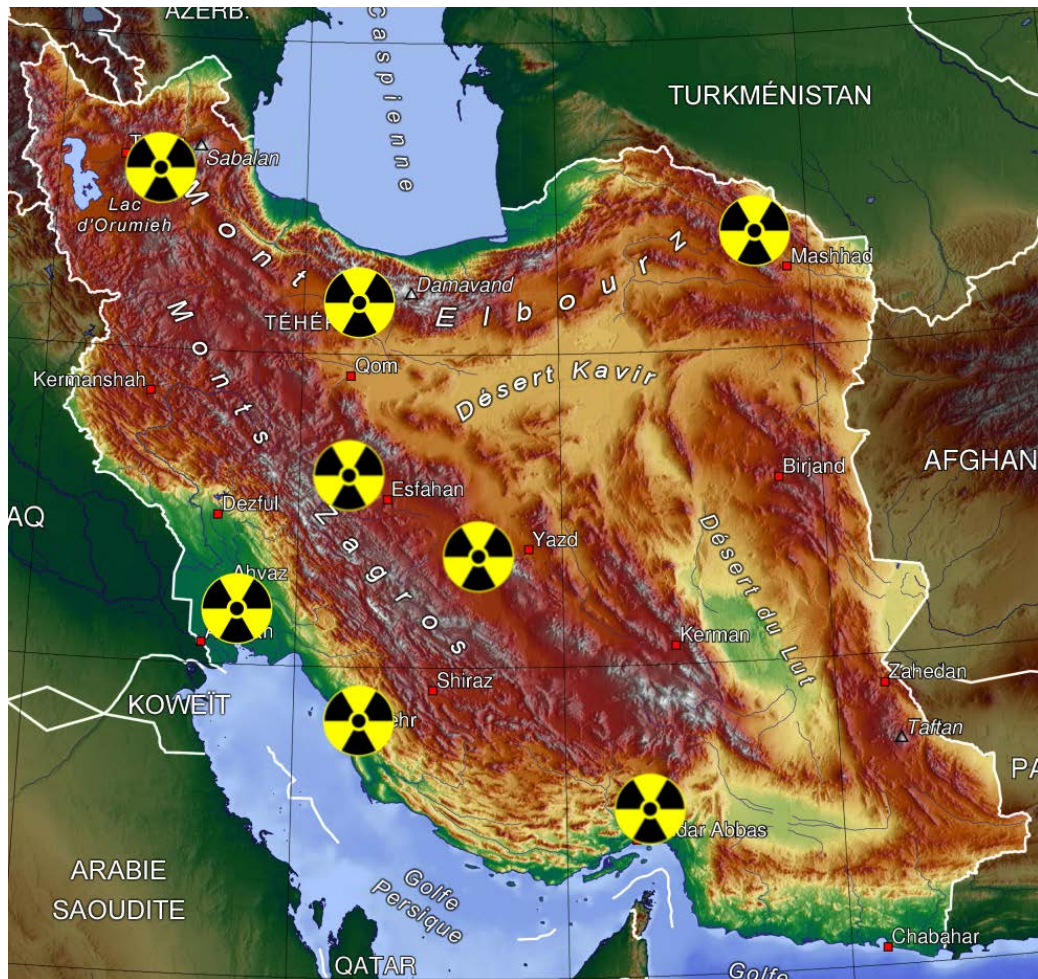 AZERB.
Caspienne
TURKMÉNISTAN
Sabalan
Lac
d'Orumieh
Mont
Elbourz
Mashhad
Damavand
Monts
Zagros
Qom
Désert Kavir
Kermanshah
Birjand
AFGHAN
Esfahan
Dezful
AQ
Yazd
Désert du Lut
Ahvaz
Kerman
Zahedan
KOWEÏT
Shiraz
Taftan
PA
dar Abbas
ARABIE
SAOUDITE
Golfe
Persique
Chabahar
QATAR
Golfe